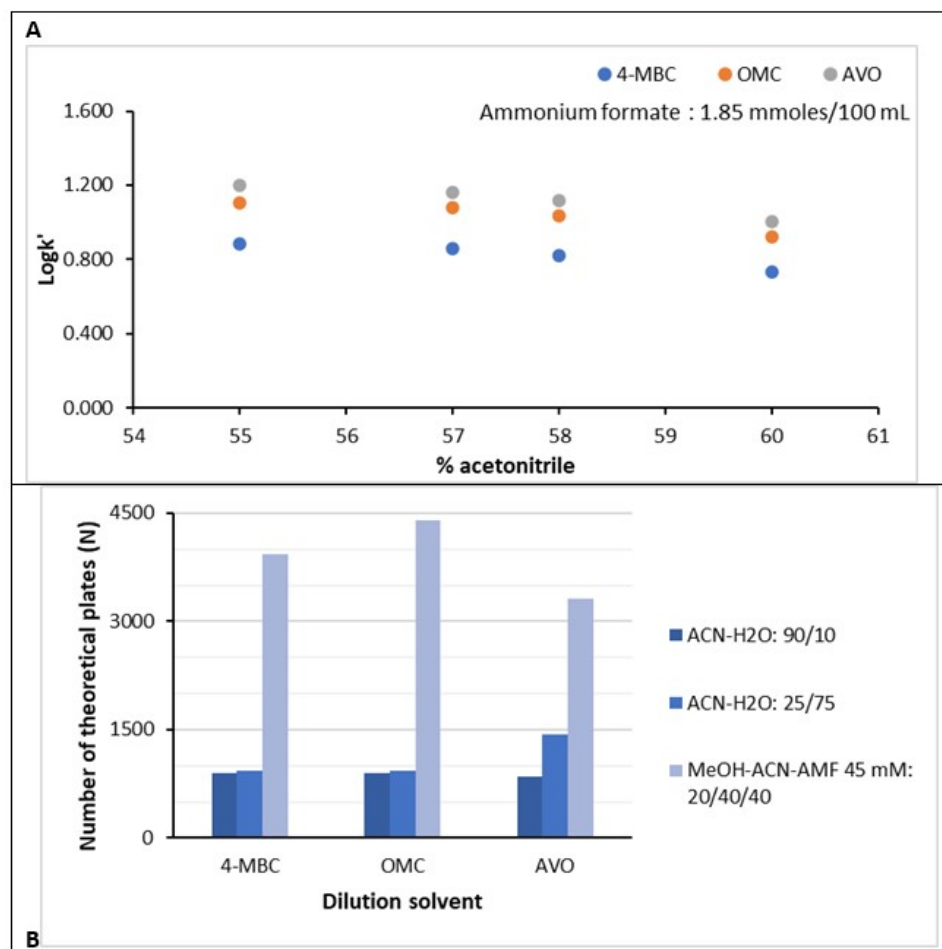 A
4-MBC OMC AVO
Ammonium formate : 1.85 mmoles/100 mL
1.600
1.200
0.800
0.400
0.000
Logk'
54 55 56 57 58 59 60 61
% acetonitrile
4500
3000
1500
0
Number of theoretical plates (N)
4-MBC OMC AVO
Dilution solvent
ACN-H2O: 90/10
ACN-H2O: 25/75
MeOH-ACN-AMF 45 mM:
20/40/40
B